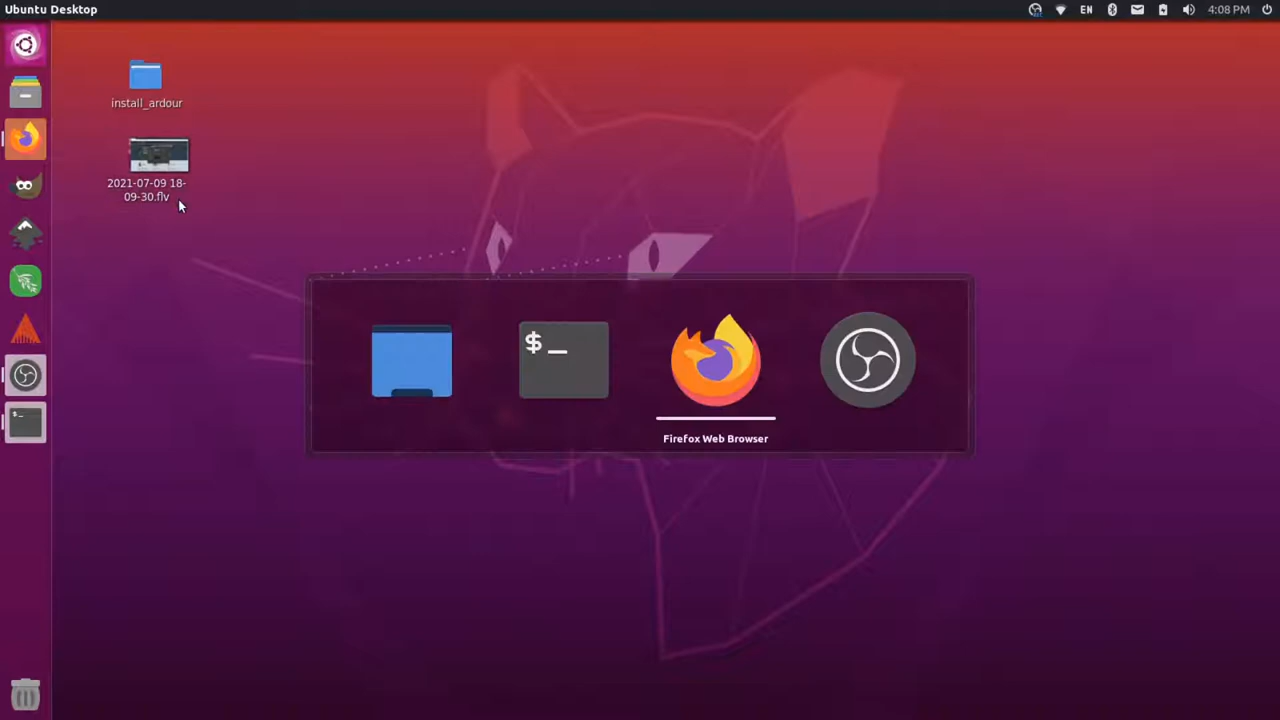 Ubuntu Desktop
EN
4:08 PM
install_ardour
2021-07-09 18-
09-30.flv
$ _
Firefox Web Browser
$_